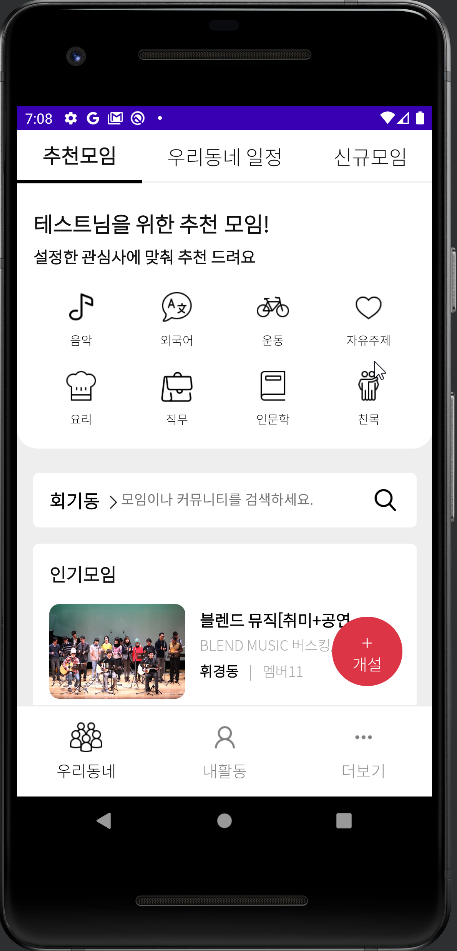 7:08
추천모임 우리동네 일정 신규모임
테스트님을 위한 추천 모임!
설정한 관심사에 맞춰 추천 드려요
음악 외국어 운동 자유주제
요리 직무 인문학 친목
회기동 > 모임이나 커뮤니티를 검색하세요.
인기모임
블렌드 뮤직[취미+공연
BLEND MUSIC 버스킹
휘경동 | 멤버11
+
개설
우리동네 내활동 더보기